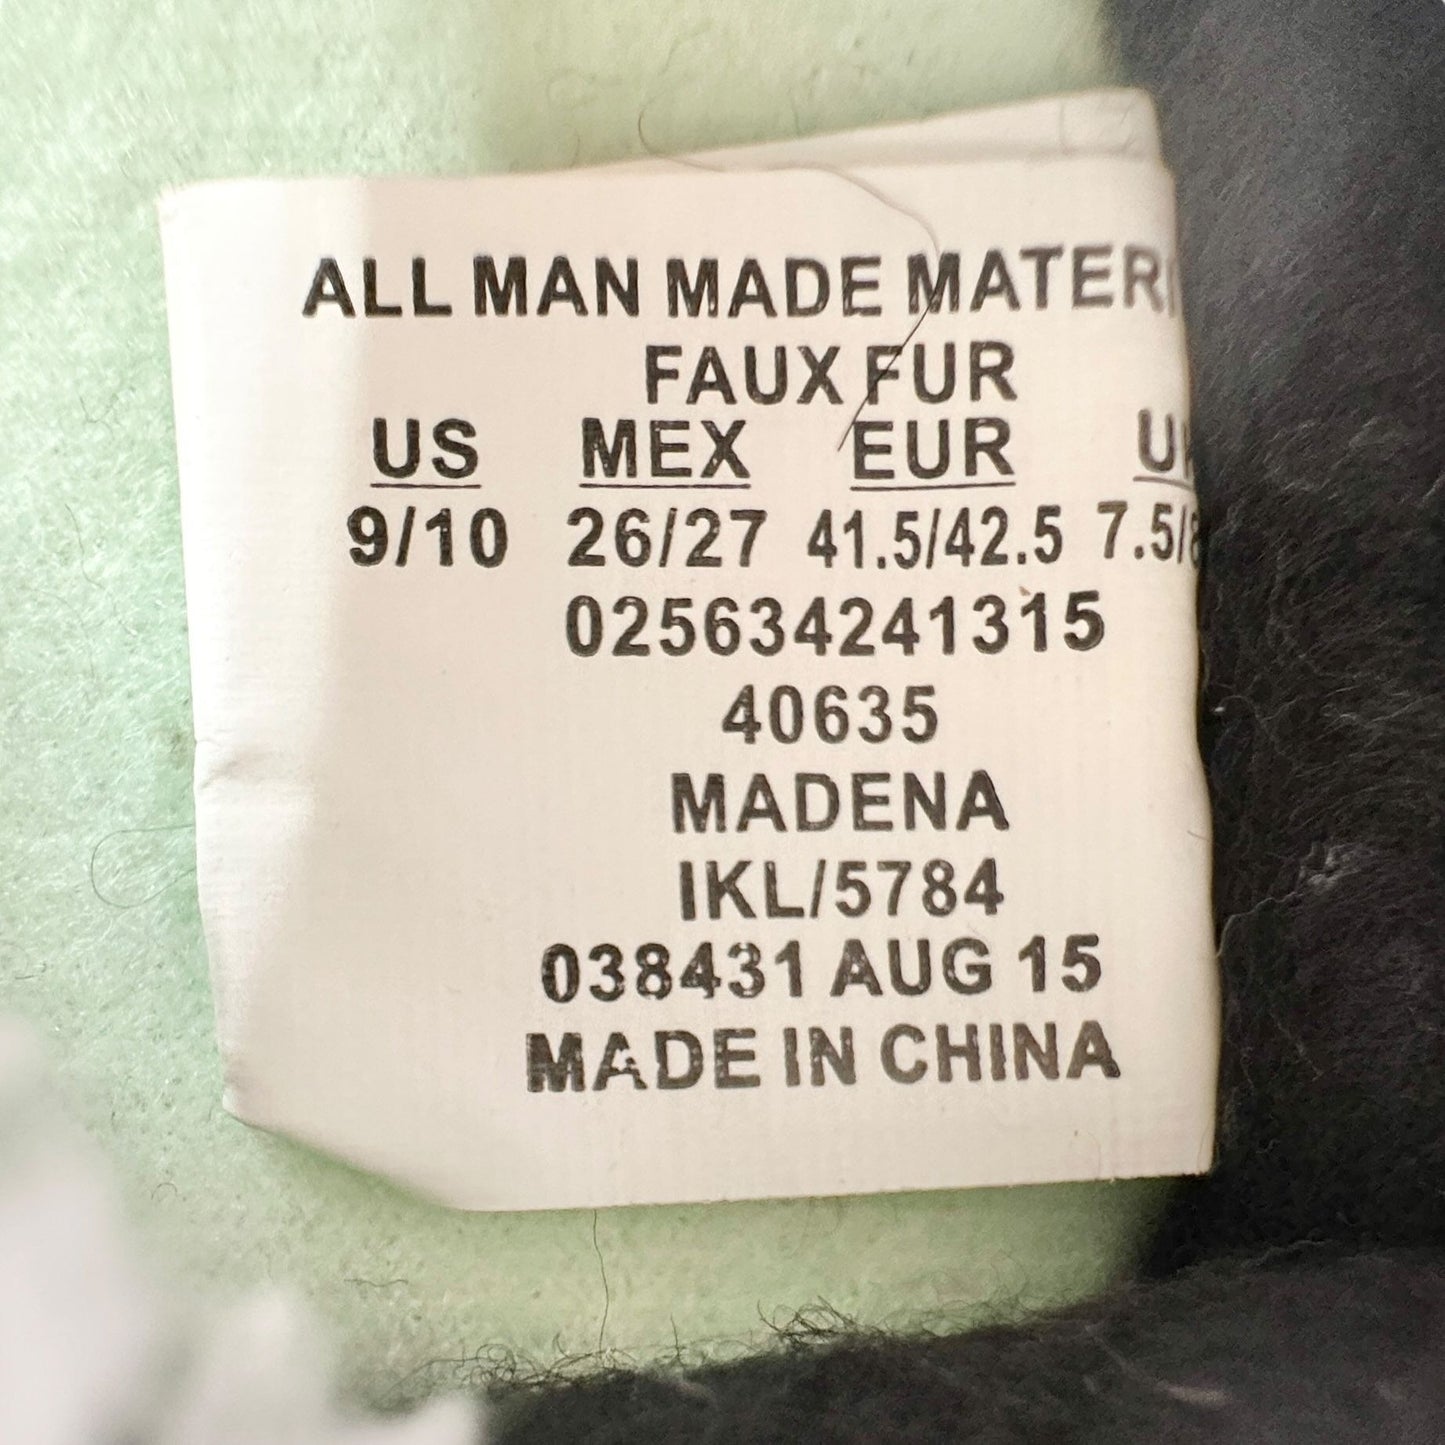 ALL MAN MADE
FAUX FUR
US MEX EUR
9/10 26/27 41.5/42.5
025634241315
40635
MADENA
IKL/5784
038431 AUG 15
MADE IN CHINA